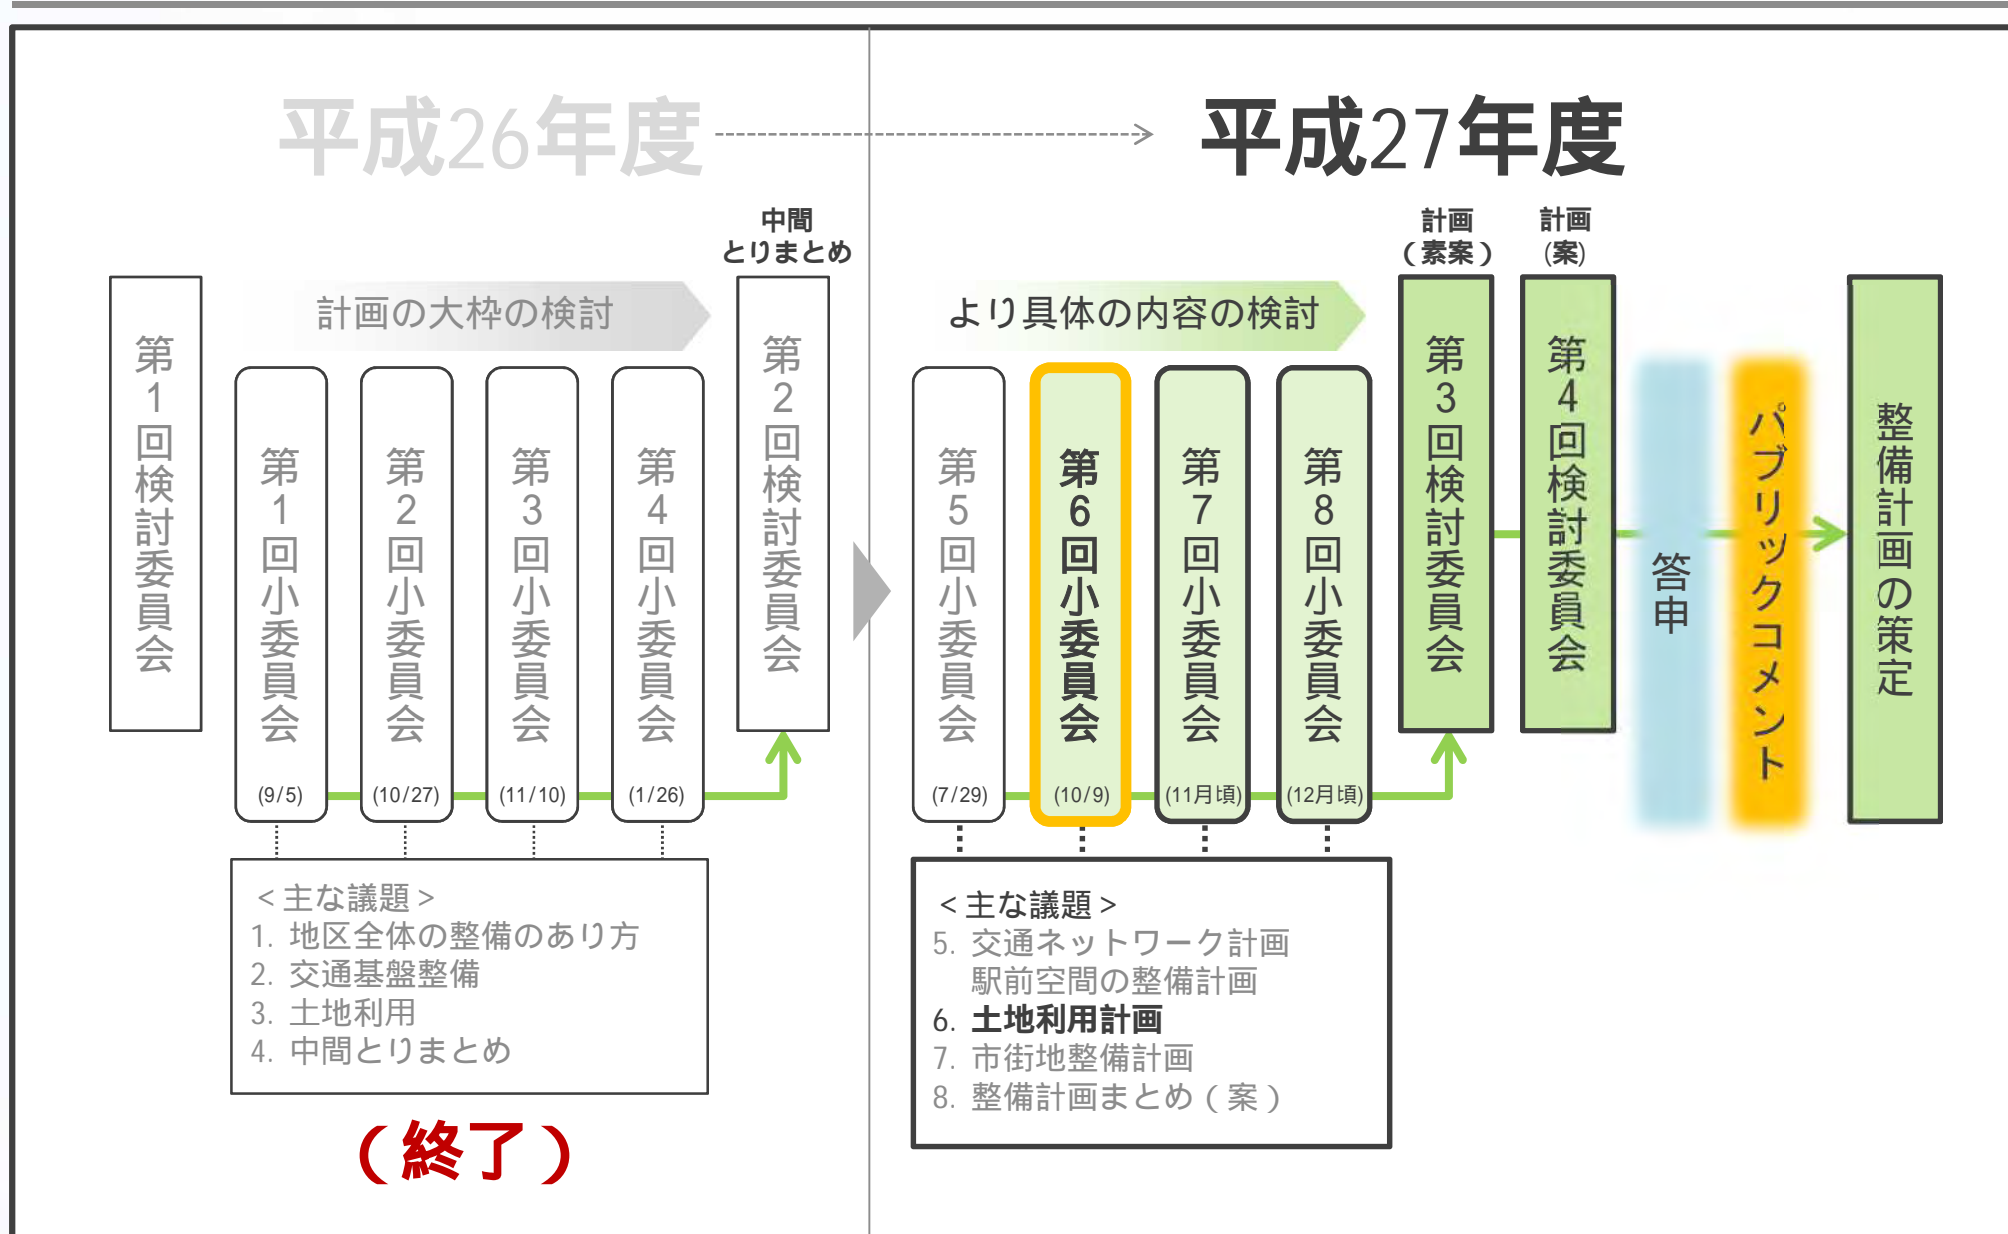 平成26年度
平成27年度
中間
とりまとめ
計画
（素案）
計画
(案)
計画の大枠の検討
より具体の内容の検討
第1回検討委員会
第1回小委員会
(9/5)
第2回小委員会
(10/27)
第3回小委員会
(11/10)
第4回小委員会
(1/26)
第2回検討委員会
第5回小委員会
(7/29)
第6回小委員会
(10/9)
第7回小委員会
(11月頃)
第8回小委員会
(12月頃)
第3回検討委員会
第4回検討委員会
答申
パブリックコメント
整備計画の策定
＜主な議題＞
1. 地区全体の整備のあり方
2. 交通基盤整備
3. 土地利用
4. 中間とりまとめ
（終了）
＜主な議題＞
5. 交通ネットワーク計画
駅前空間の整備計画
6. 土地利用計画
7. 市街地整備計画
8. 整備計画まとめ（案）